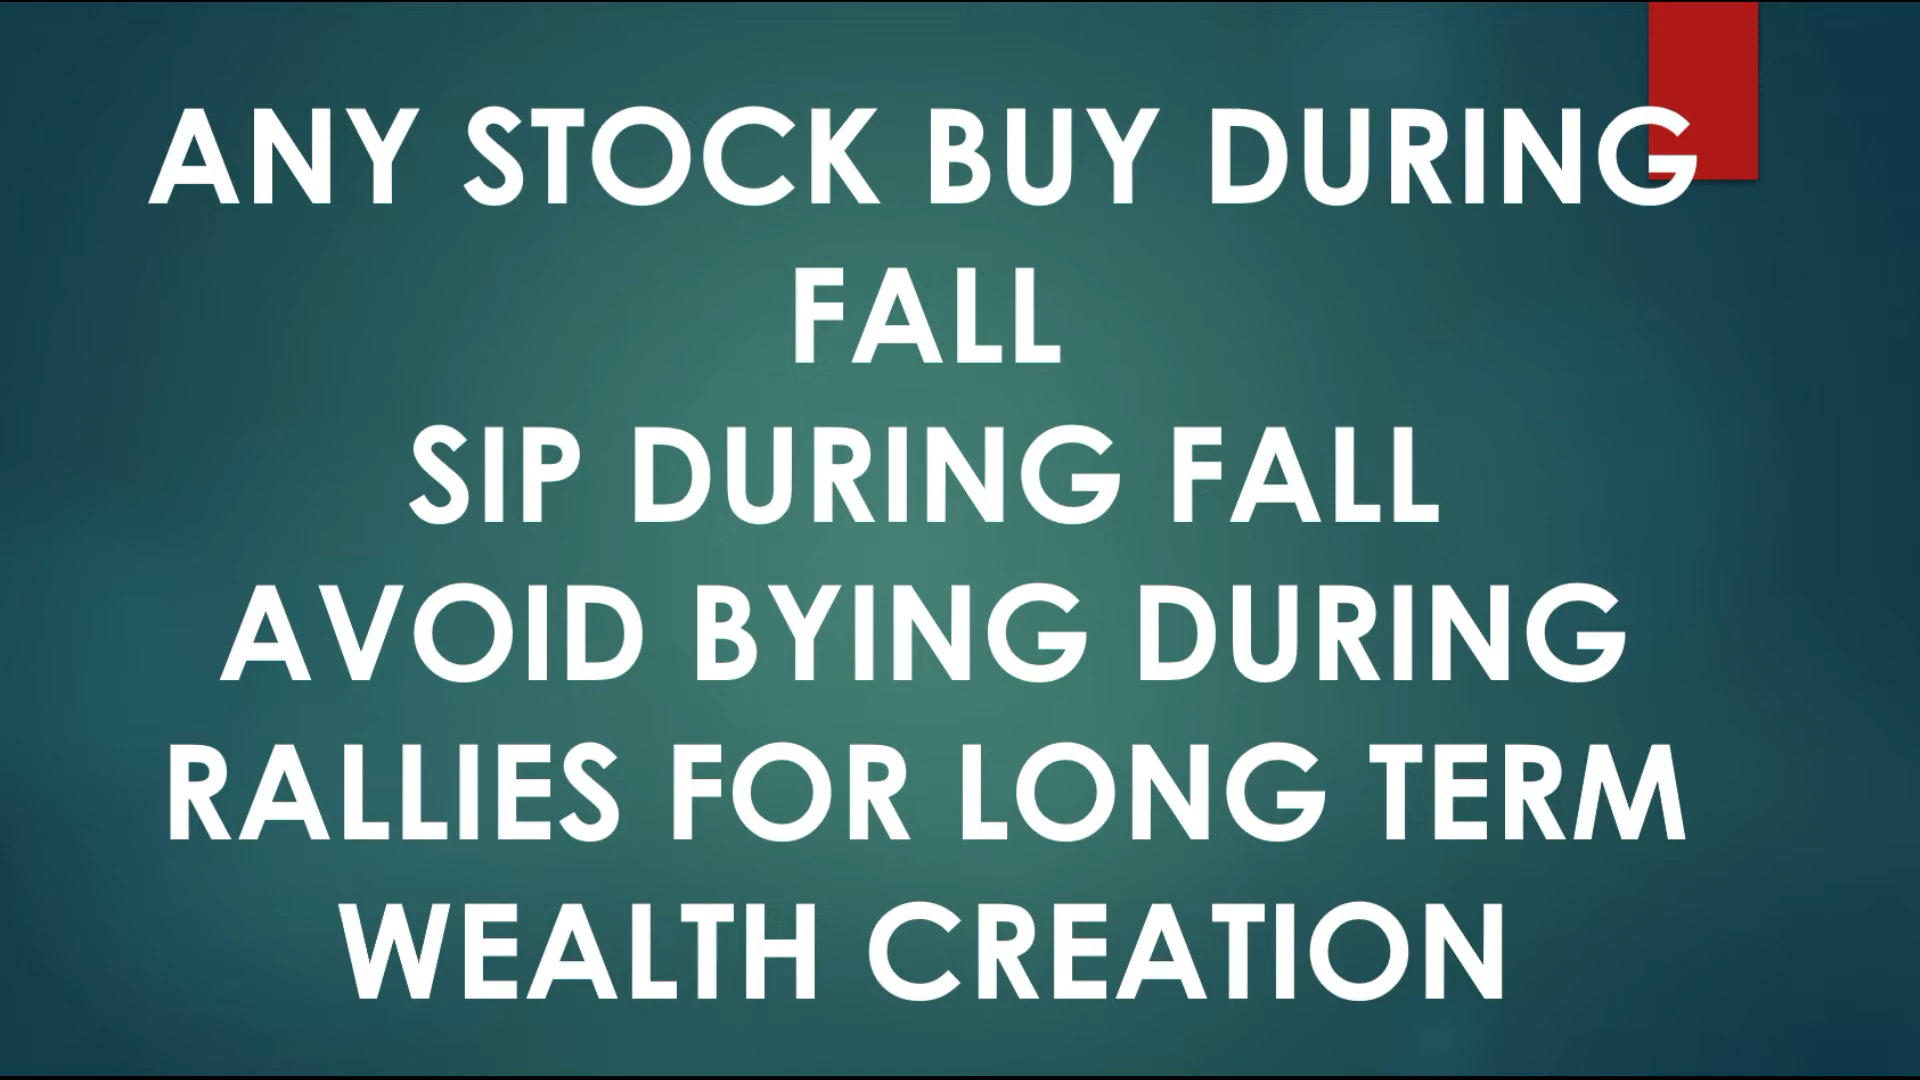 ANY STOCK BUY DURING
FALL
SIP DURING FALL
AVOID BYING DURING
RALLIES FOR LONG TERM
WEALTH CREATION